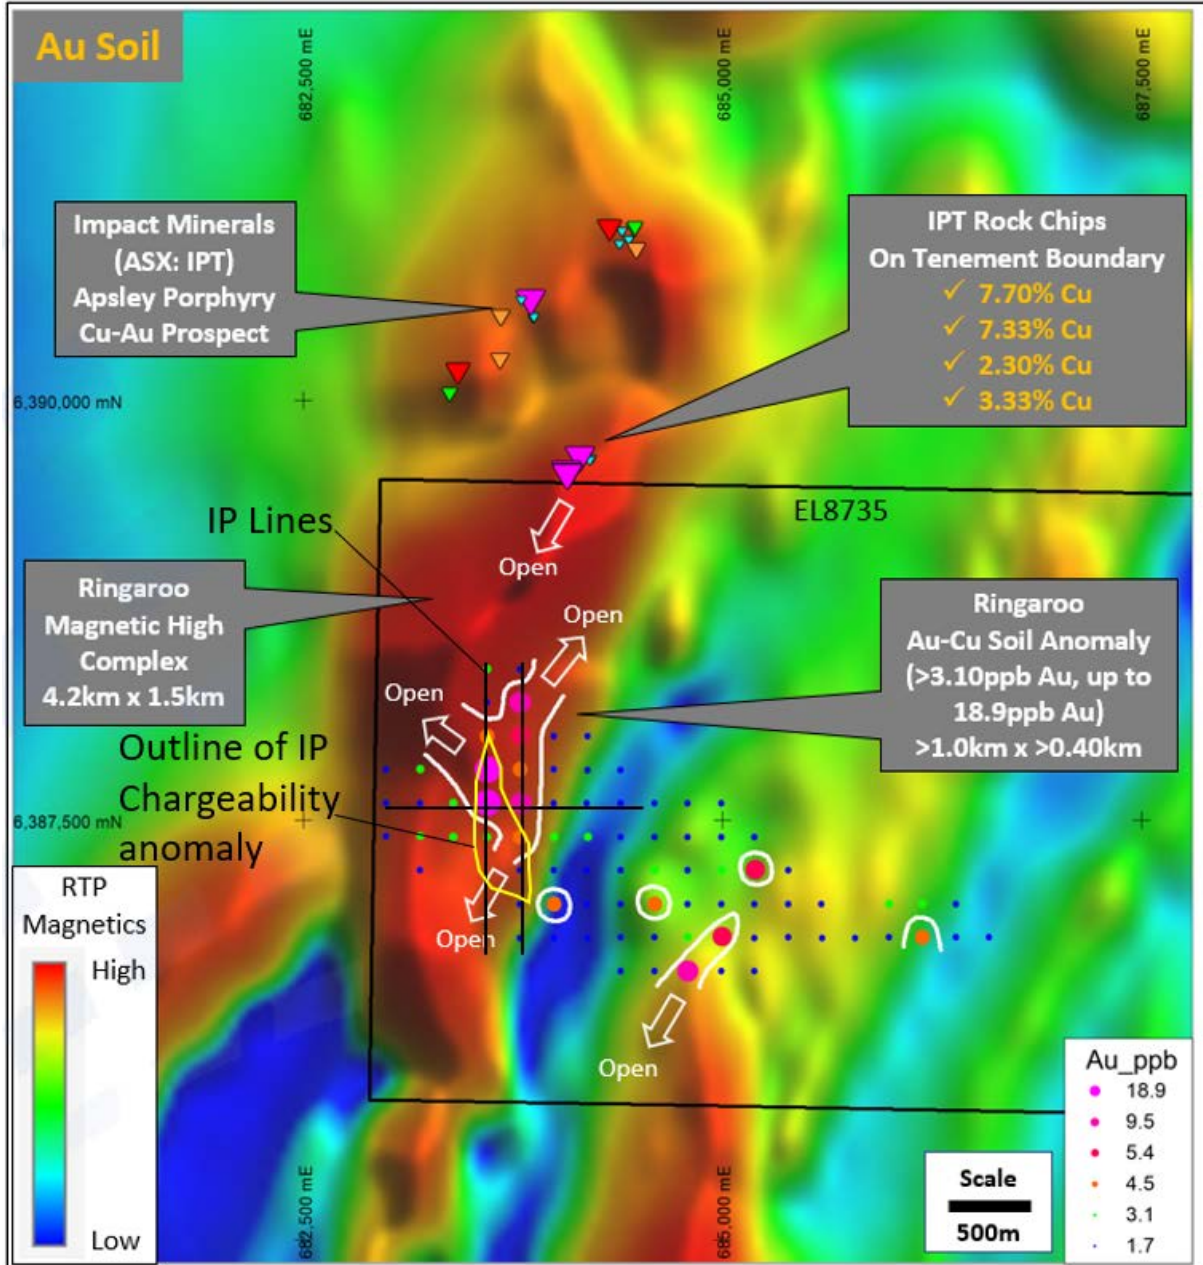 Au Soil
682,500 mE
685,000 mE
687,500 mE
Impact Minerals
(ASX: IPT)
Apsley Porphyry
Cu-Au Prospect
IPT Rock Chips
On Tenement Boundary
✓ 7.70% Cu
✓ 7.33% Cu
✓ 2.30% Cu
✓ 3.33% Cu
6,390,000 mN
EL8735
IP Lines
Open
Ringaroo
Magnetic High
Complex
4.2km x 1.5km
Open
Open
Ringaroo
Au-Cu Soil Anomaly
(>3.10ppb Au, up to
18.9ppb Au)
>1.0km x >0.40km
Outline of IP
Chargeability
anomaly
6,387,500 mN
Open
Open
RTP
Magnetics
High
Low
682,500 mE
685,000 mE
Scale
500m
Au_ppb
18.9
9.5
5.4
4.5
3.1
1.7